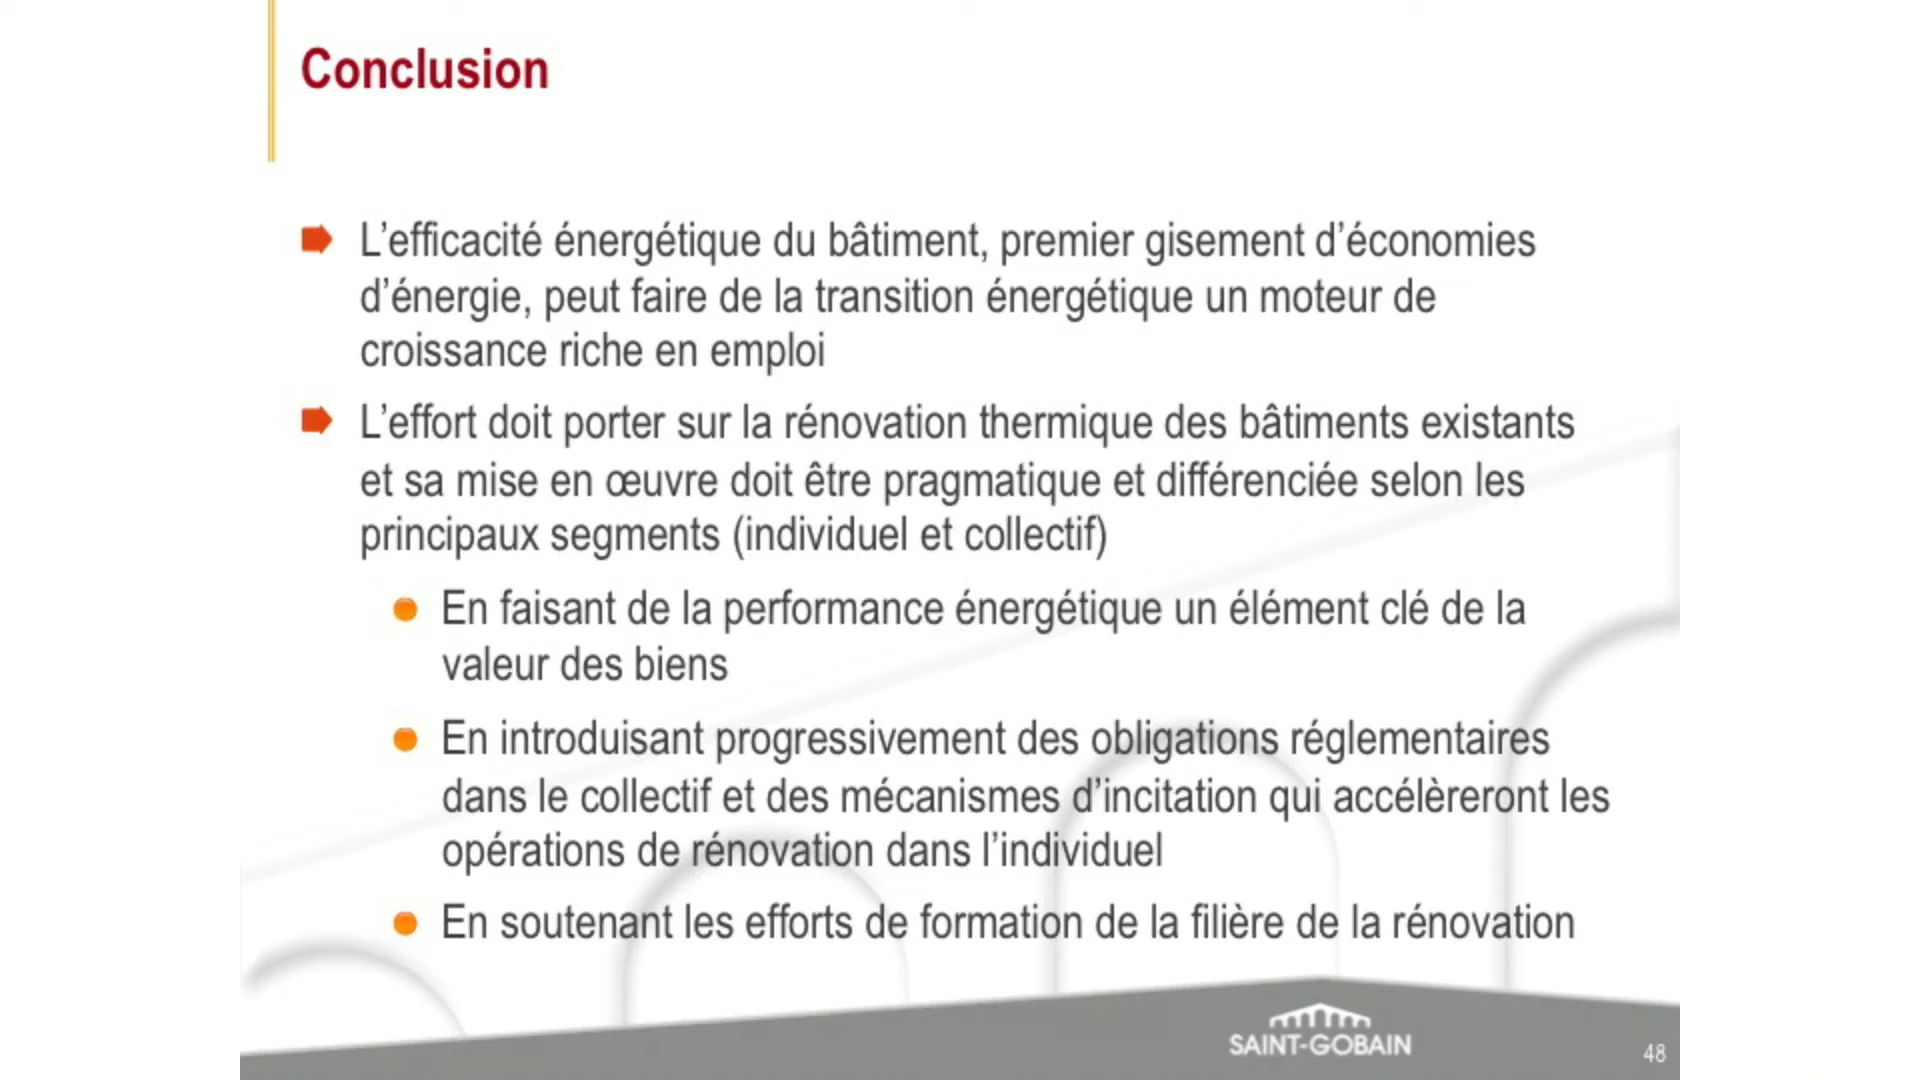 Conclusion
L’efficacité énergétique du bâtiment, premier gisement d’économies
d’énergie, peut faire de la transition énergétique un moteur de
croissance riche en emploi
L’effort doit porter sur la rénovation thermique des bâtiments existants
et sa mise en œuvre doit être pragmatique et différenciée selon les
principaux segments (individuel et collectif)
En faisant de la performance énergétique un élément clé de la
valeur des biens
En introduisant progressivement des obligations réglementaires
dans le collectif et des mécanismes d’incitation qui accélèreront les
opérations de rénovation dans l’individuel
En soutenant les efforts de formation de la filière de la rénovation
SAINT-GOBAIN
48